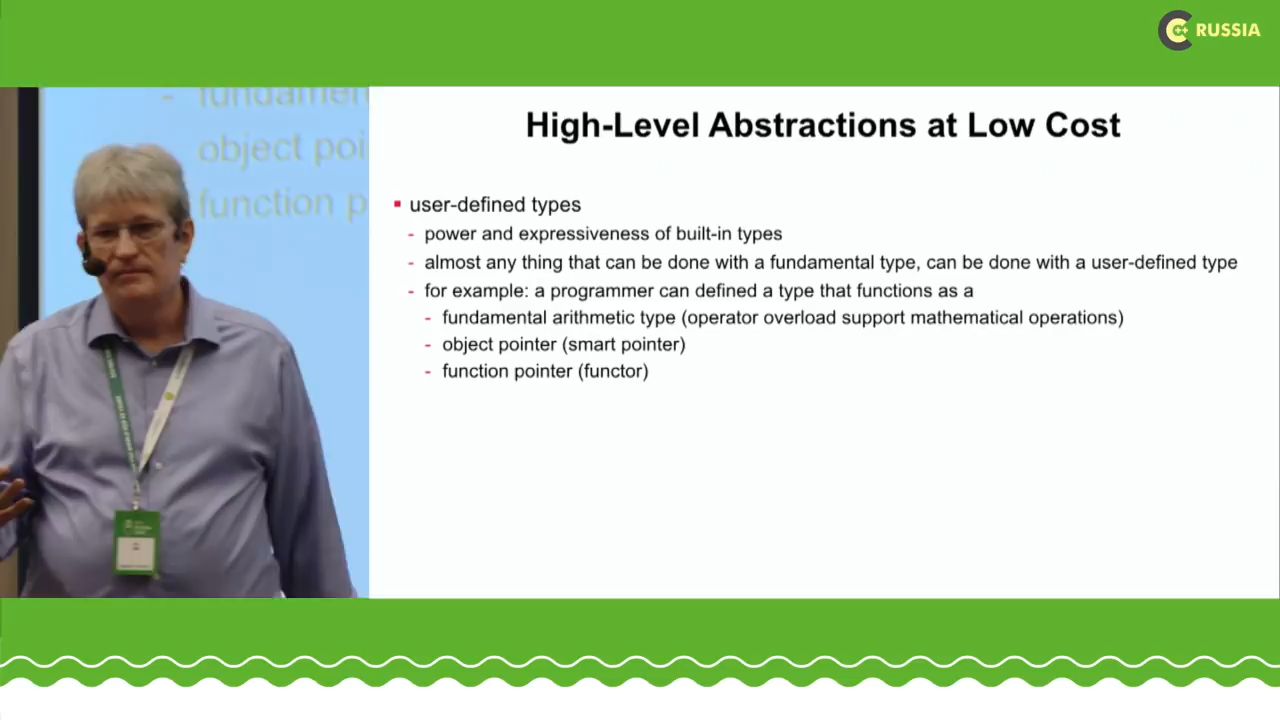 C++ RUSSIA
fundamen
object poi
function p
High-Level Abstractions at Low Cost
user-defined types
- power and expressiveness of built-in types
- almost any thing that can be done with a fundamental type, can be done with a user-defined type
- for example: a programmer can defined a type that functions as a
- fundamental arithmetic type (operator overload support mathematical operations)
- object pointer (smart pointer)
- function pointer (functor)